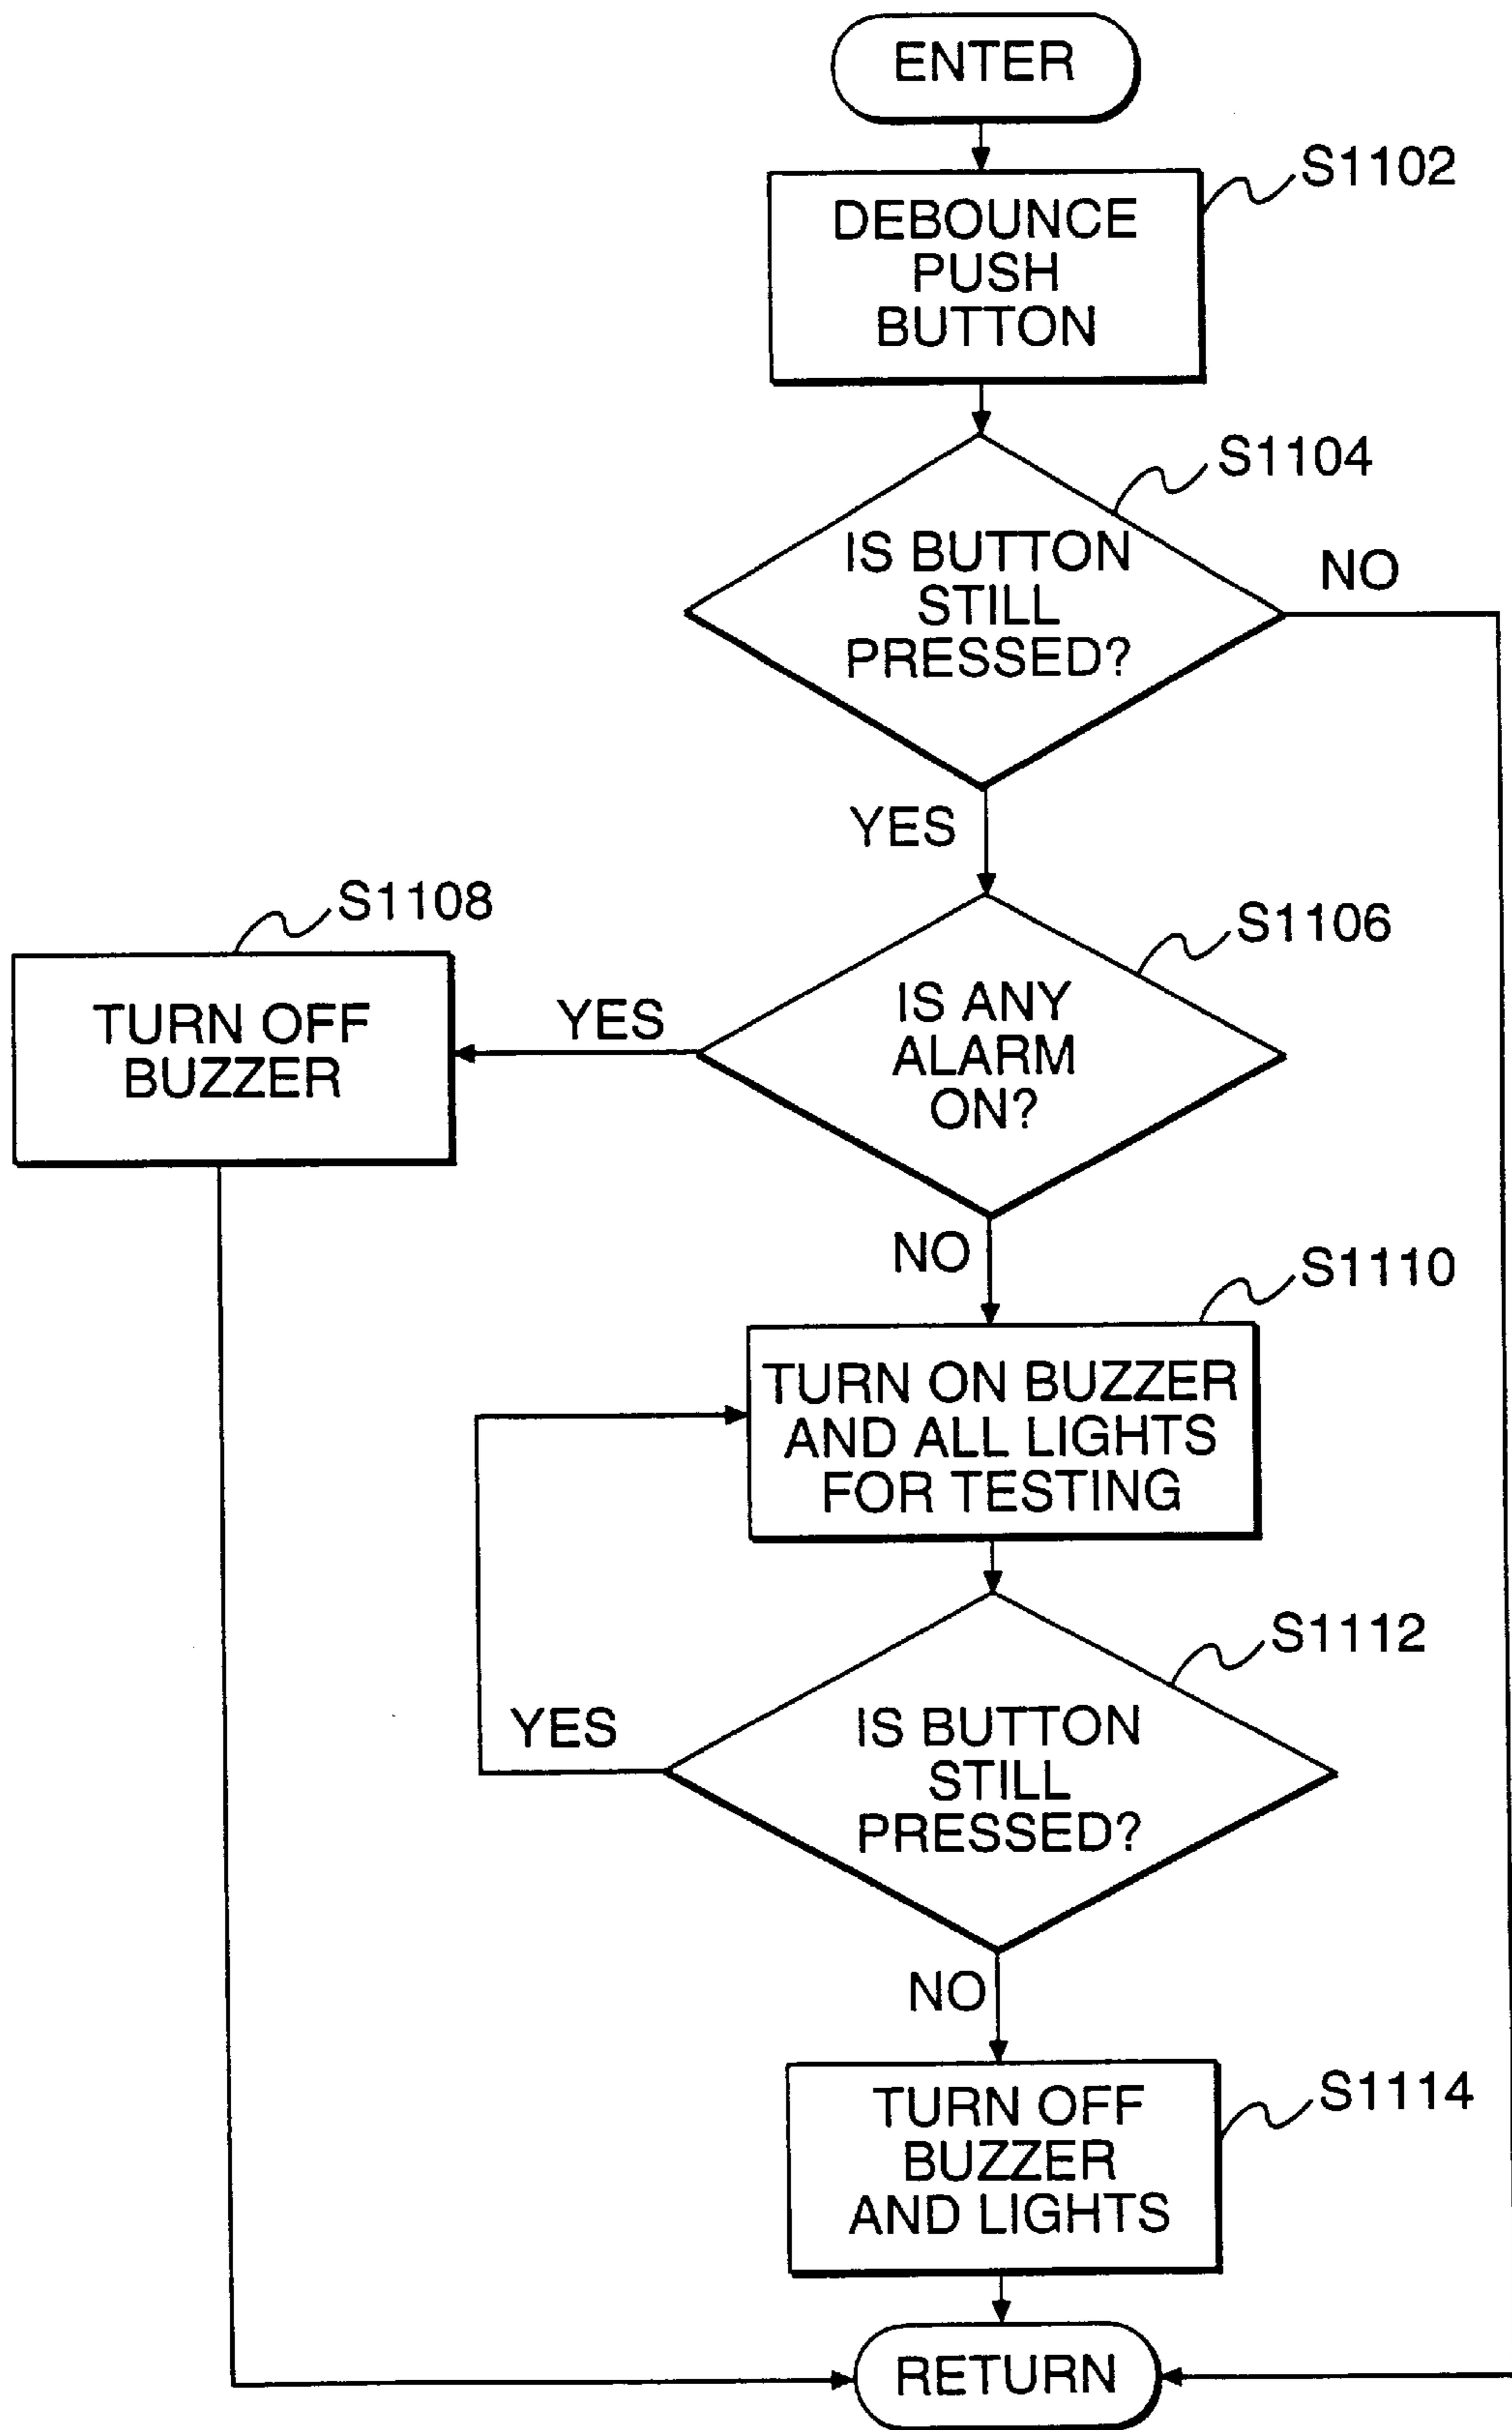 ENTER
S1102
DEBOUNCE
PUSH
BUTTON
S1104
IS BUTTON
STILL
PRESSED?
NO
YES
S1108
S1106
TURN OFF
BUZZER
YES
IS ANY
ALARM
ON?
NO
S1110
TURN ON BUZZER
AND ALL LIGHTS
FOR TESTING
S1112
YES
IS BUTTON
STILL
PRESSED?
NO
S1114
TURN OFF
BUZZER
AND LIGHTS
RETURN